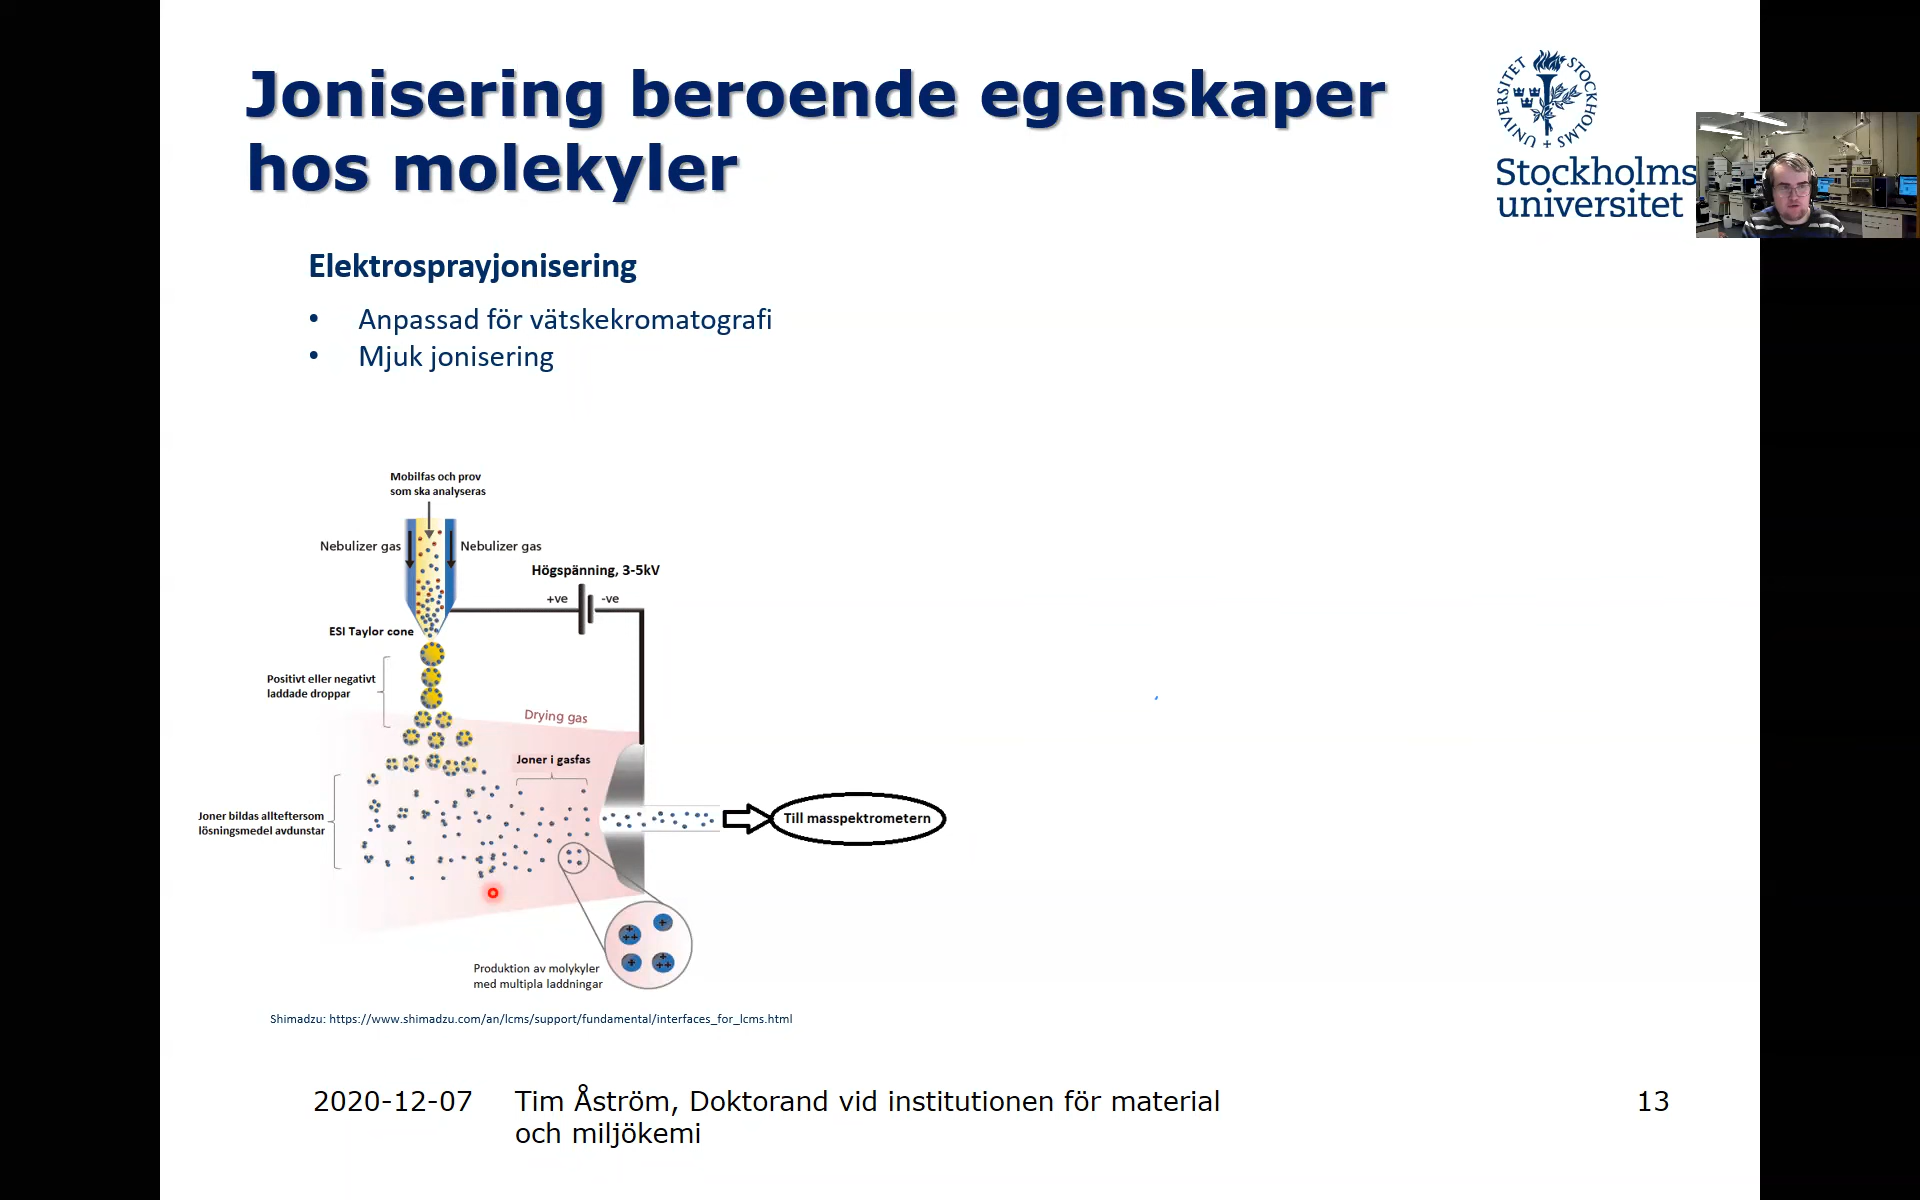 Jonisering beroende egenskaper
hos molekyler
UNIVERSITET STOCKHOLMS
Stockholms
universitet
Elektrosprayjonisering
• Anpassad för vätskekromatografi
• Mjuk jonisering
Mobilfas och prov
som ska analyseras
Nebulizer gas
Nebulizer gas
Högspänning, 3-5kV
+ve
-ve
ESI Taylor cone
Positivt eller negativt
laddade droppar
Drying gas
Joner i gasfas
Joner bildas allteftersom
lösningsmedel avdunstar
Till masspektrometern
Produktion av molykyler
med multipla laddningar
Shimadzu: https://www.shimadzu.com/an/lcms/support/fundamental/interfaces_for_lcms.html
2020-12-07
Tim Åström, Doktorand vid institutionen för material
och miljökemi
13